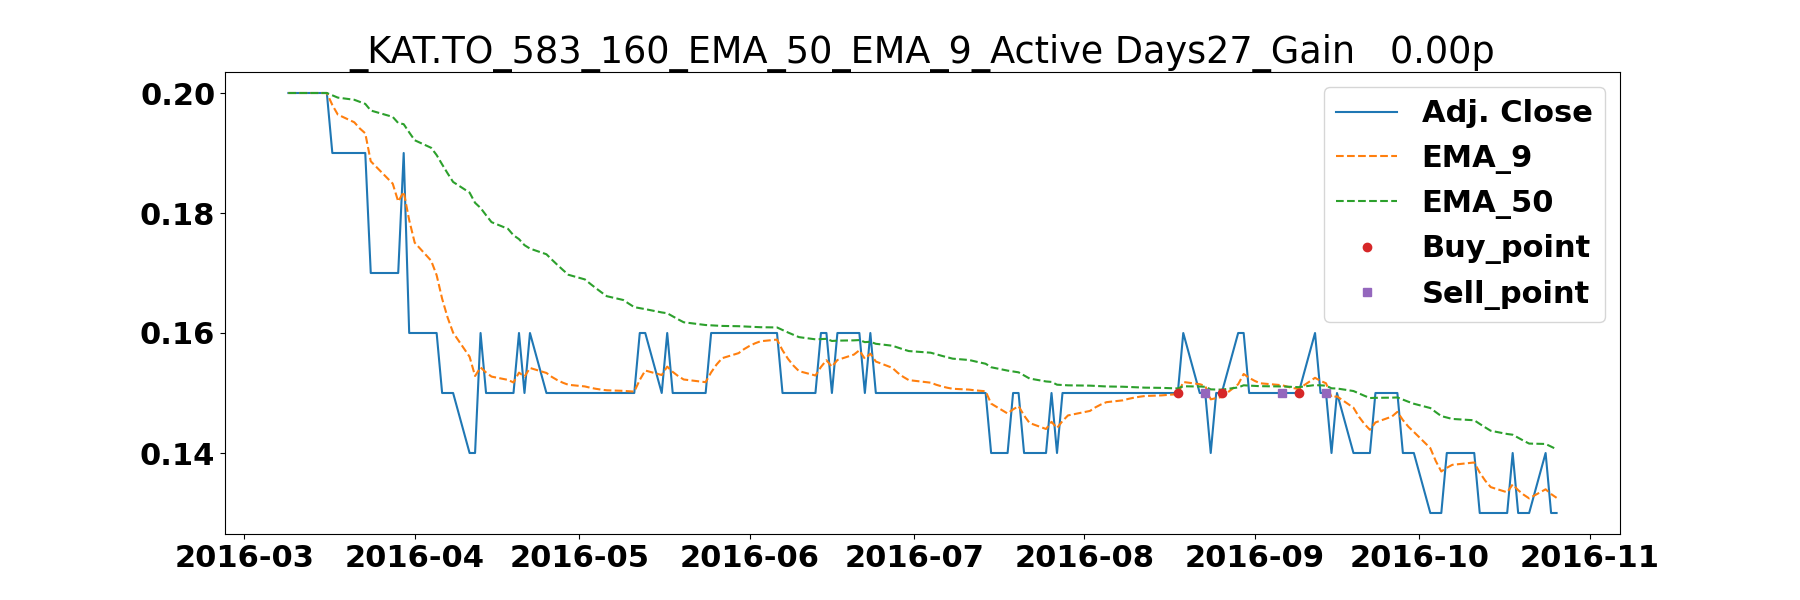 _KAT.TO_583_160_EMA_50_EMA_9_Active Days27_Gain   0.00p
0.20
0.18
0.16
0.14
Adj. Close
EMA_9
EMA_50
Buy_point
Sell_point
2016-03 2016-04 2016-05 2016-06 2016-07 2016-08 2016-09 2016-10 2016-11